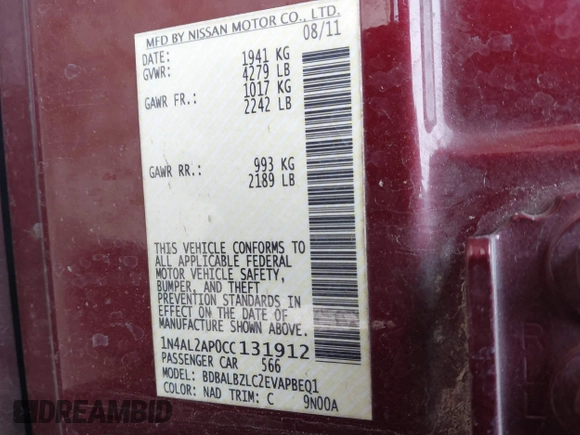 MFD BY NISSAN MOTOR CO., LTD.
DATE: 08/11
GVWR: 1941 KG
4279 LB
GAWR FR.: 1017 KG
2242 LB
GAWR RR.: 993 KG
2189 LB
THIS VEHICLE CONFORMS TO
ALL APPLICABLE FEDERAL
MOTOR VEHICLE SAFETY,
BUMPER, AND THEFT
PREVENTION STANDARDS IN
EFFECT ON THE DATE OF
MANUFACTURE SHOWN ABOVE.
1N4AL2AP0CC131912
PASSENGER CAR 566
BDBALBZLC2EVAPBEQ1
COLOR: NAD TRIM: C 9N00A
DREAMBID